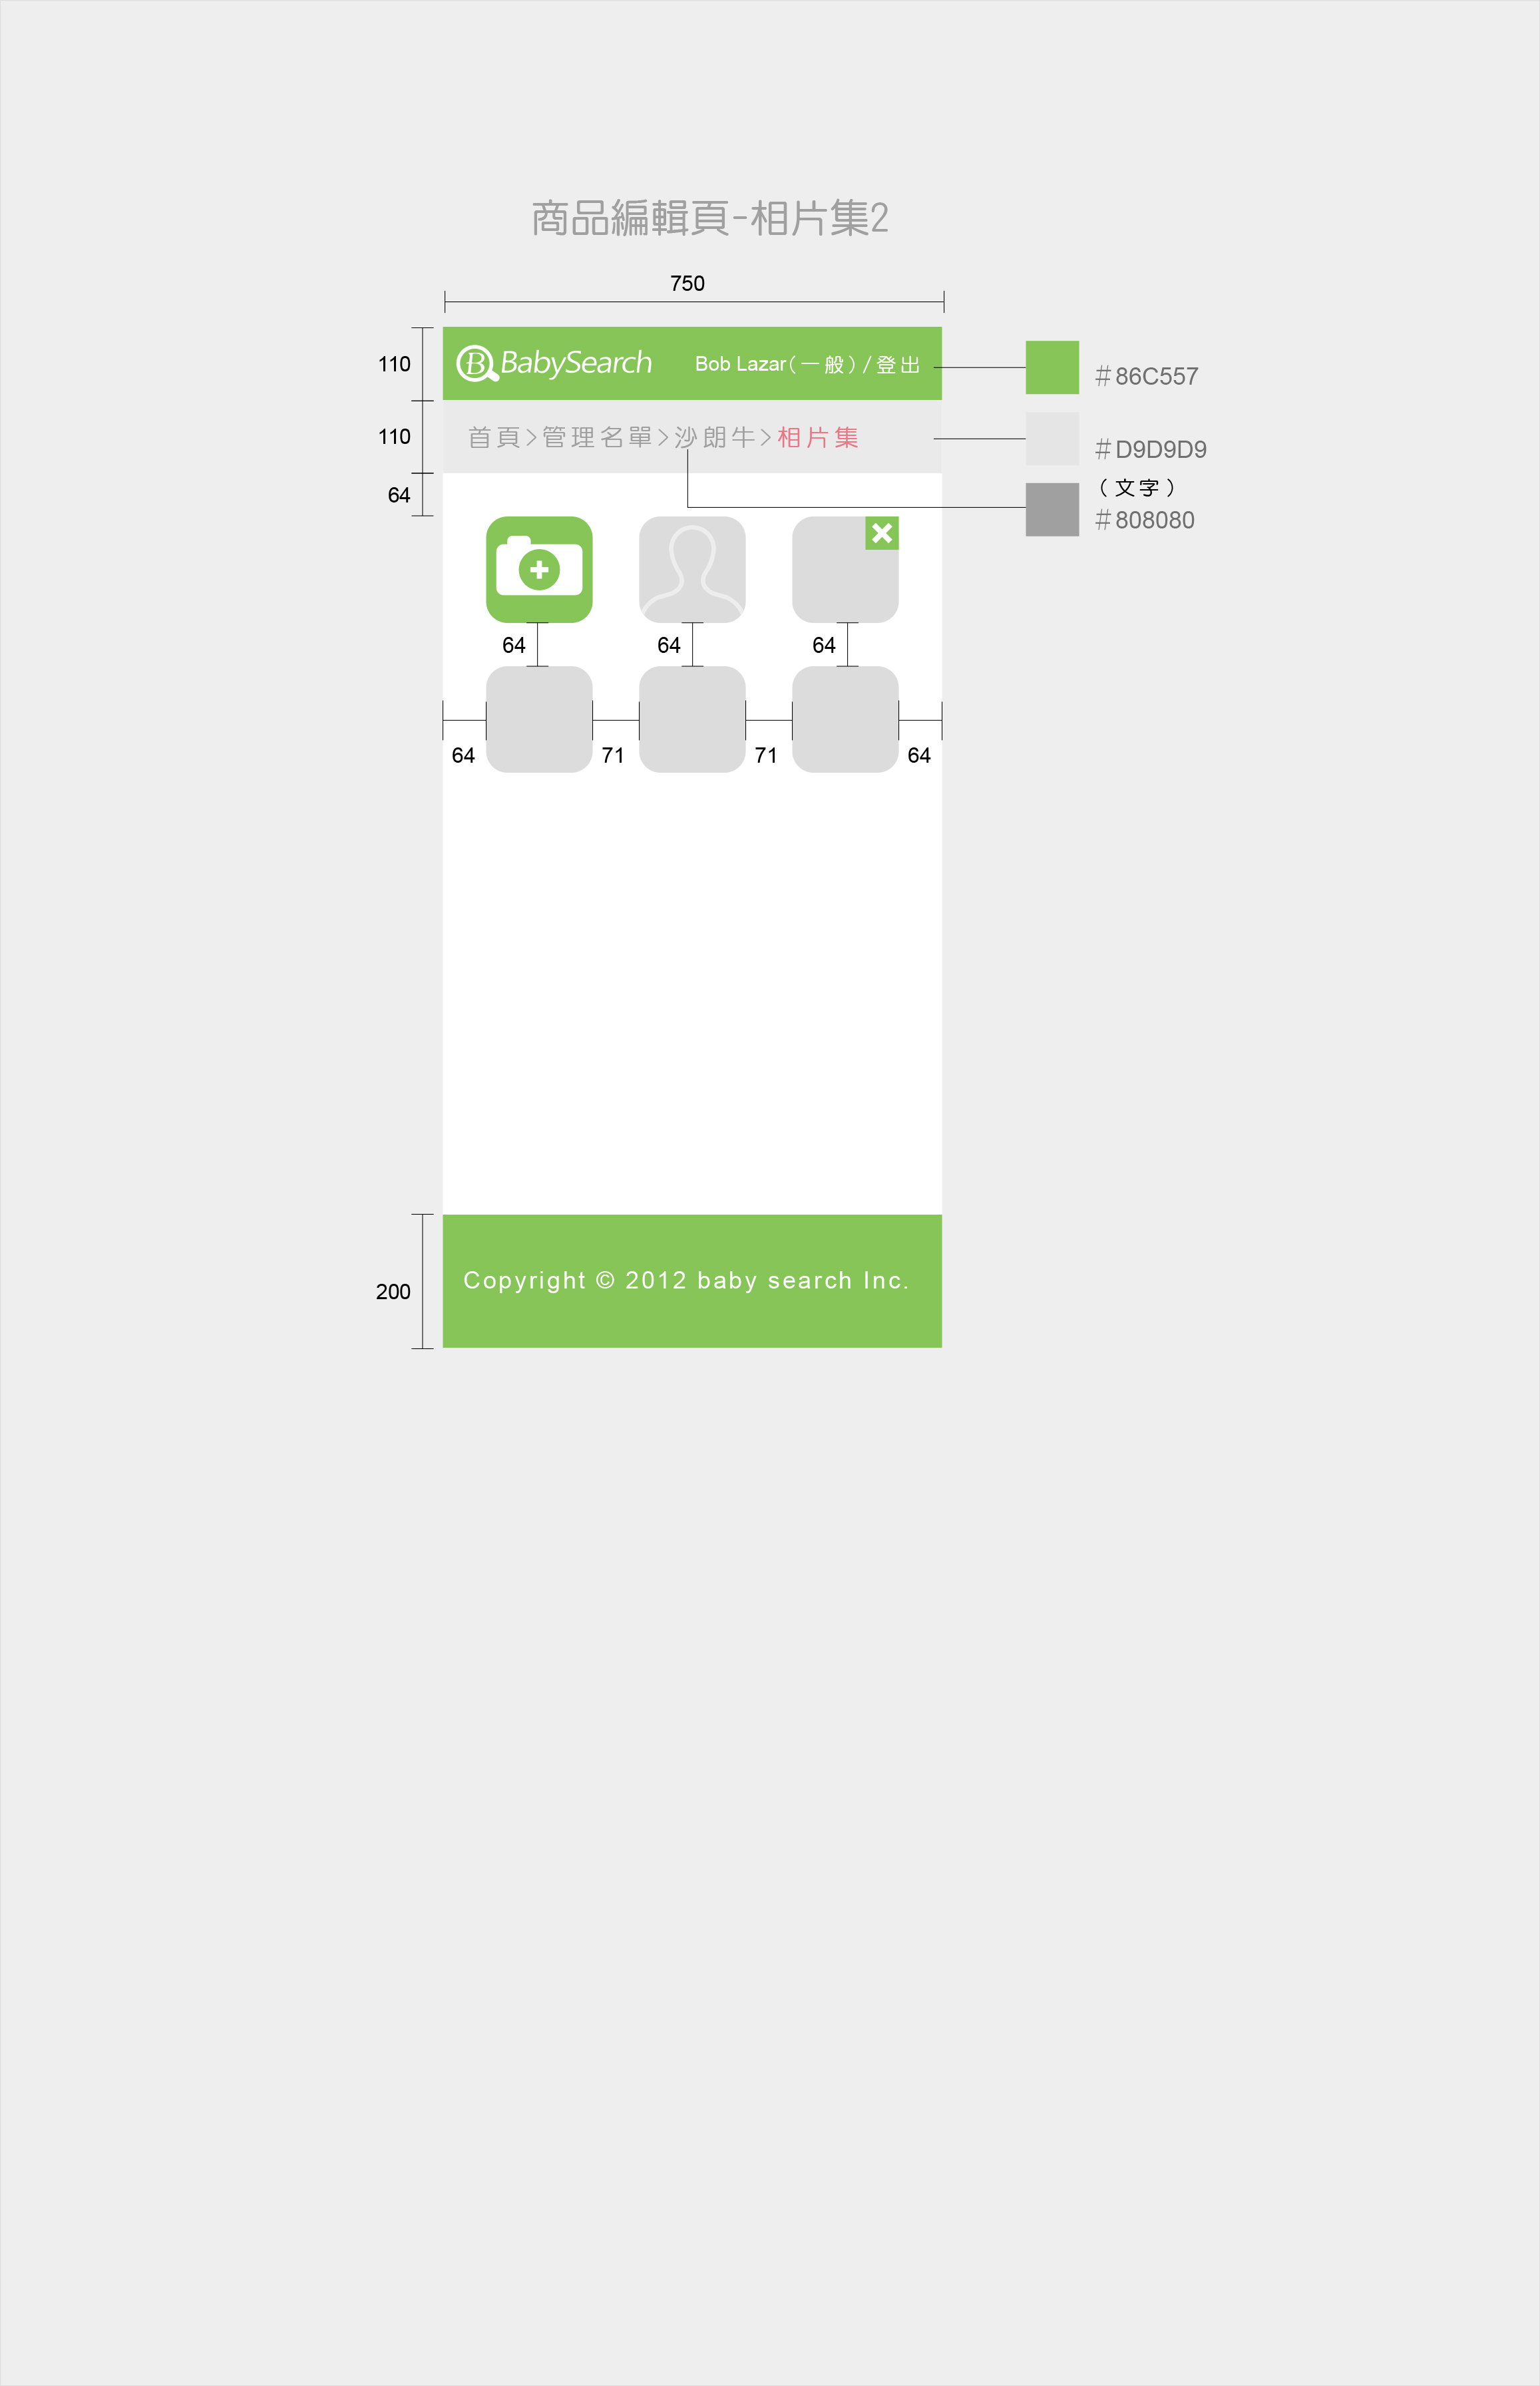 商品編輯頁-相片集2
750
110
B BabySearch Bob Lazar(一般)/登出
#86C557
110
首頁>管理名單>沙朗牛>相片集
#D9D9D9
64
(文字)
#808080
64 64 64
64 71 71 64
200
Copyright © 2012 baby search Inc.